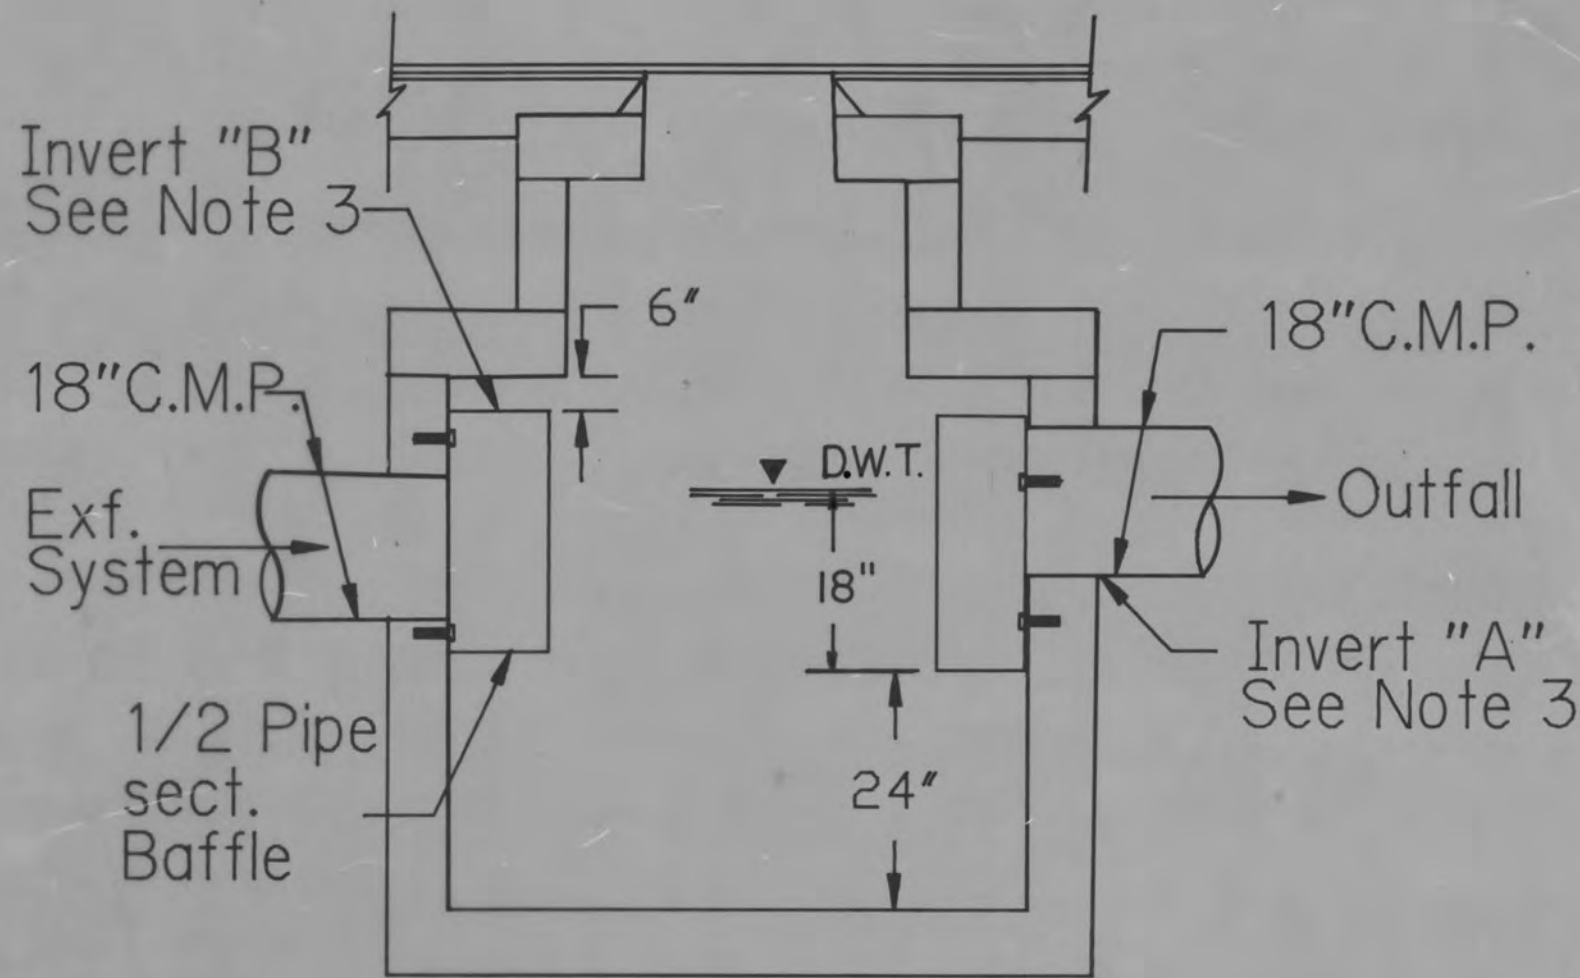 Invert "B"
See Note 3
6"
18"C.M.P.
18"C.M.P.
D.W.T.
Exf.
System
Outfall
18"
Invert "A"
See Note 3
1/2 Pipe
sect.
Baffle
24"